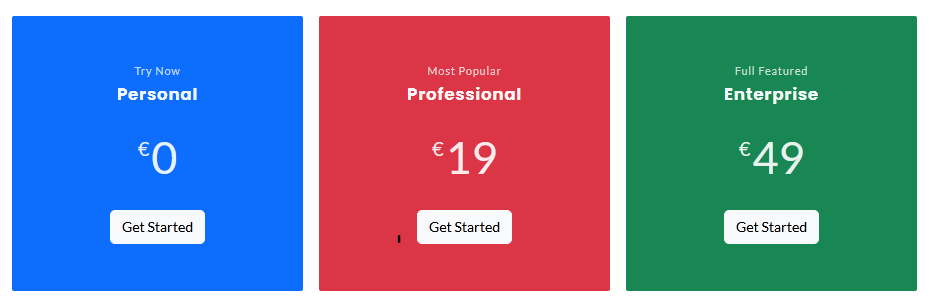 Try Now
Personal
€0
Get Started
Most Popular
Professional
€19
Get Started
Full Featured
Enterprise
€49
Get Started